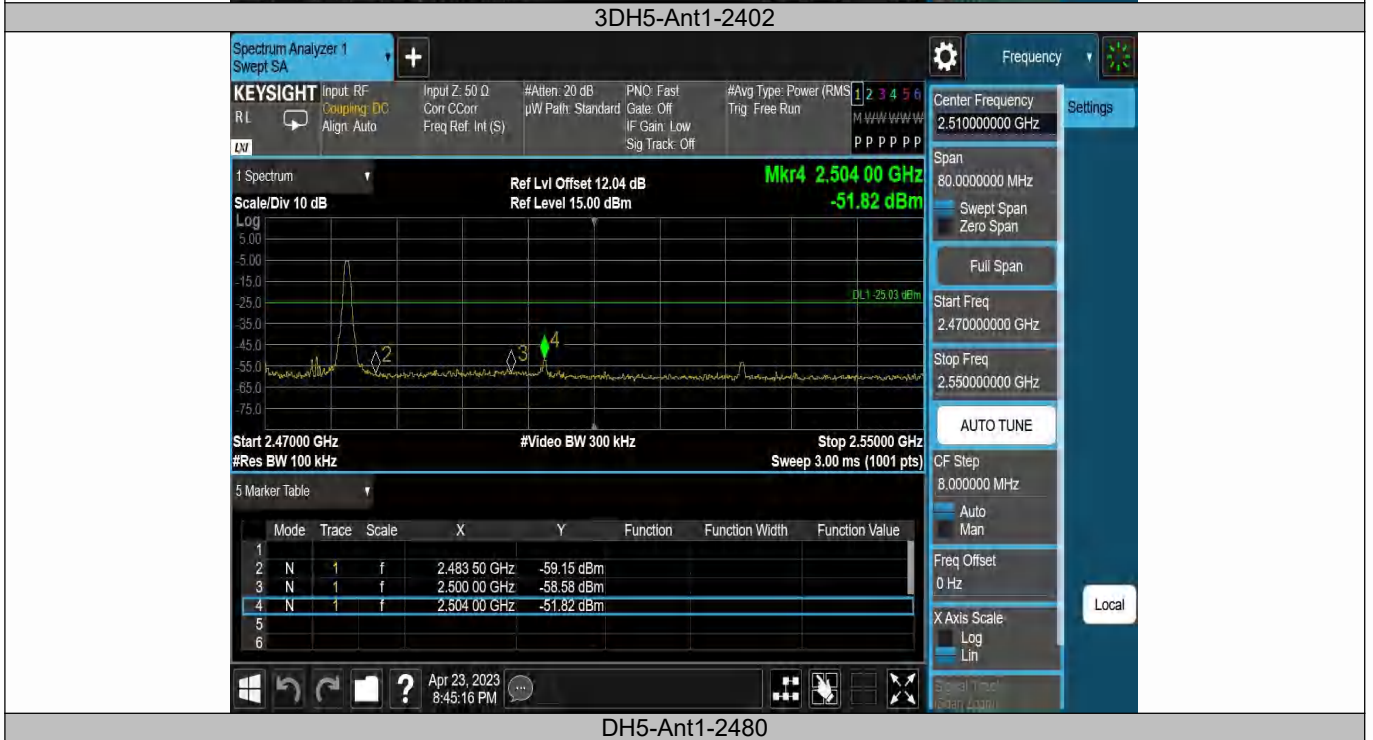 3DH5-Ant1-2402
Spectrum Analyzer 1
Swept SA
+
Frequency
KEYSIGHT
RL
LXI
Input: RF
Coupling: DC
Align: Auto
Input Z: 50 Ω
Corr CCorr
Freq Ref: Int (S)
#Atten: 20 dB
µW Path: Standard
PNO: Fast
Gate: Off
IF Gain: Low
Sig Track: Off
#Avg Type: Power (RMS
Trig: Free Run
1 2 3 4 5 6
M W W W W W
P P P P P P
Center Frequency
2.510000000 GHz
Settings
Span
80.0000000 MHz
Swept Span
Zero Span
Full Span
Start Freq
2.470000000 GHz
Stop Freq
2.550000000 GHz
AUTO TUNE
CF Step
8.000000 MHz
Auto
Man
Freq Offset
0 Hz
X Axis Scale
Log
Lin
Local
1 Spectrum
Scale/Div 10 dB
Ref Lvl Offset 12.04 dB
Ref Level 15.00 dBm
Mkr4 2.504 00 GHz
-51.82 dBm
Log
5.00
-5.00
-15.0
-25.0
-35.0
-45.0
-55.0
-65.0
-75.0
DL1 -25.03 dBm
2
3
4
Start 2.47000 GHz
#Res BW 100 kHz
#Video BW 300 kHz
Stop 2.55000 GHz
Sweep 3.00 ms (1001 pts)
5 Marker Table
Mode Trace Scale X Y Function Function Width Function Value
1
2 N 1 f 2.483 50 GHz -59.15 dBm
3 N 1 f 2.500 00 GHz -58.58 dBm
4 N 1 f 2.504 00 GHz -51.82 dBm
5
6
?
Apr 23, 2023
8:45:16 PM
DH5-Ant1-2480